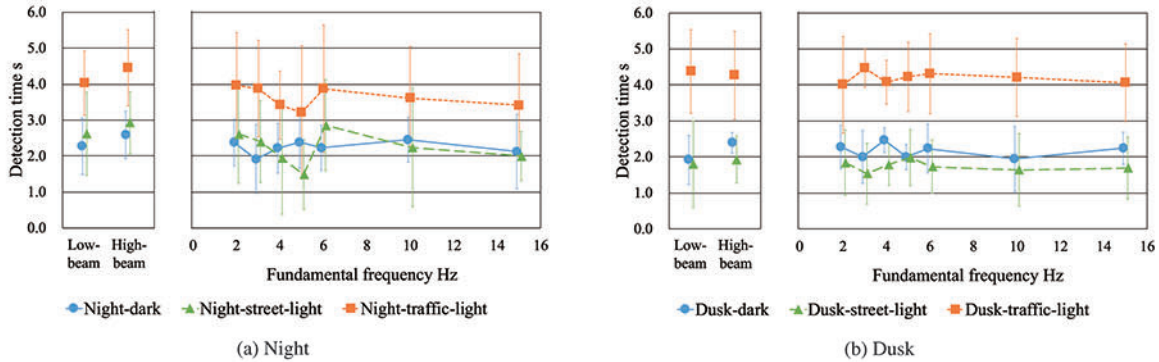 (a)
Detection time s
6.0
5.0
4.0
3.0
2.0
1.0
0.0
Low-
beam
High-
beam
0 2 4 6 8 10 12 14 16
Fundamental frequency Hz
Night-dark Night-street-light Night-traffic-light
(a) Night
(b)
Detection time s
6.0
5.0
4.0
3.0
2.0
1.0
0.0
Low-
beam
High-
beam
0 2 4 6 8 10 12 14 16
Fundamental frequency Hz
Dusk-dark Dusk-street-light Dusk-traffic-light
(b) Dusk